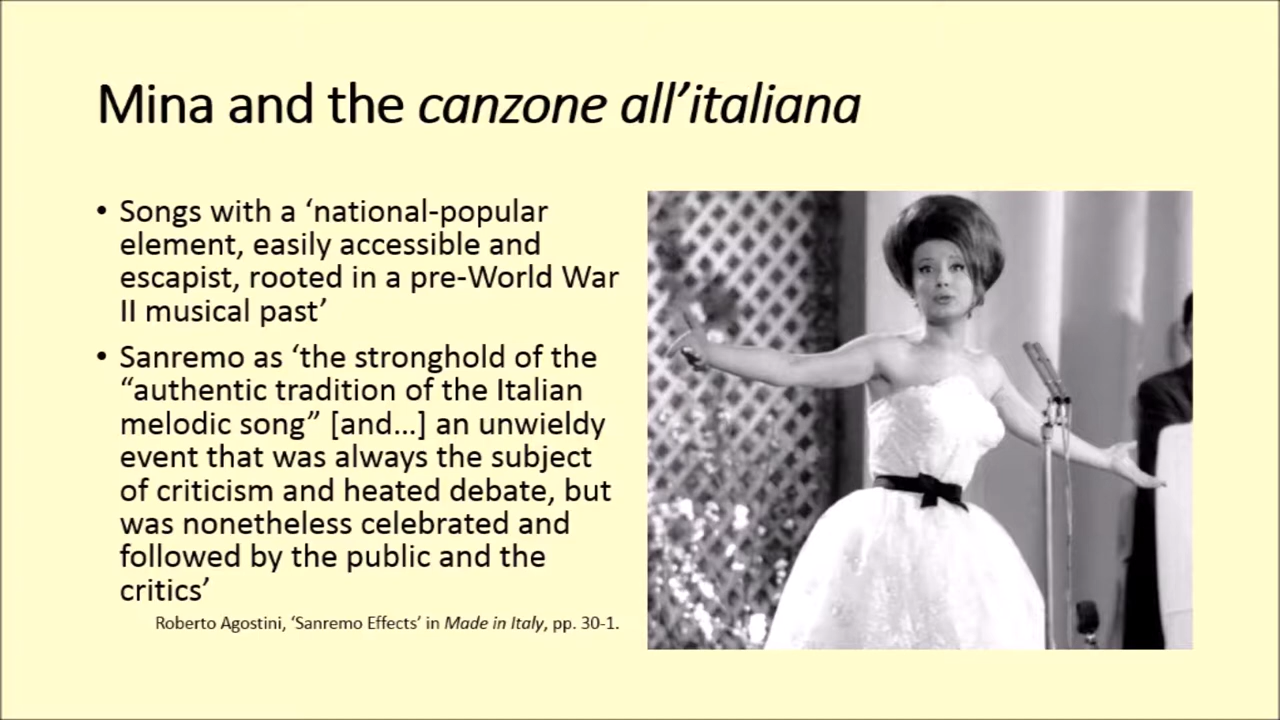 Mina and the canzone all’italiana
• Songs with a ‘national-popular
element, easily accessible and
escapist, rooted in a pre-World War
II musical past’
• Sanremo as ‘the stronghold of the
“authentic tradition of the Italian
melodic song” [and…] an unwieldy
event that was always the subject
of criticism and heated debate, but
was nonetheless celebrated and
followed by the public and the
critics’
Roberto Agostini, ‘Sanremo Effects’ in Made in Italy, pp. 30-1.